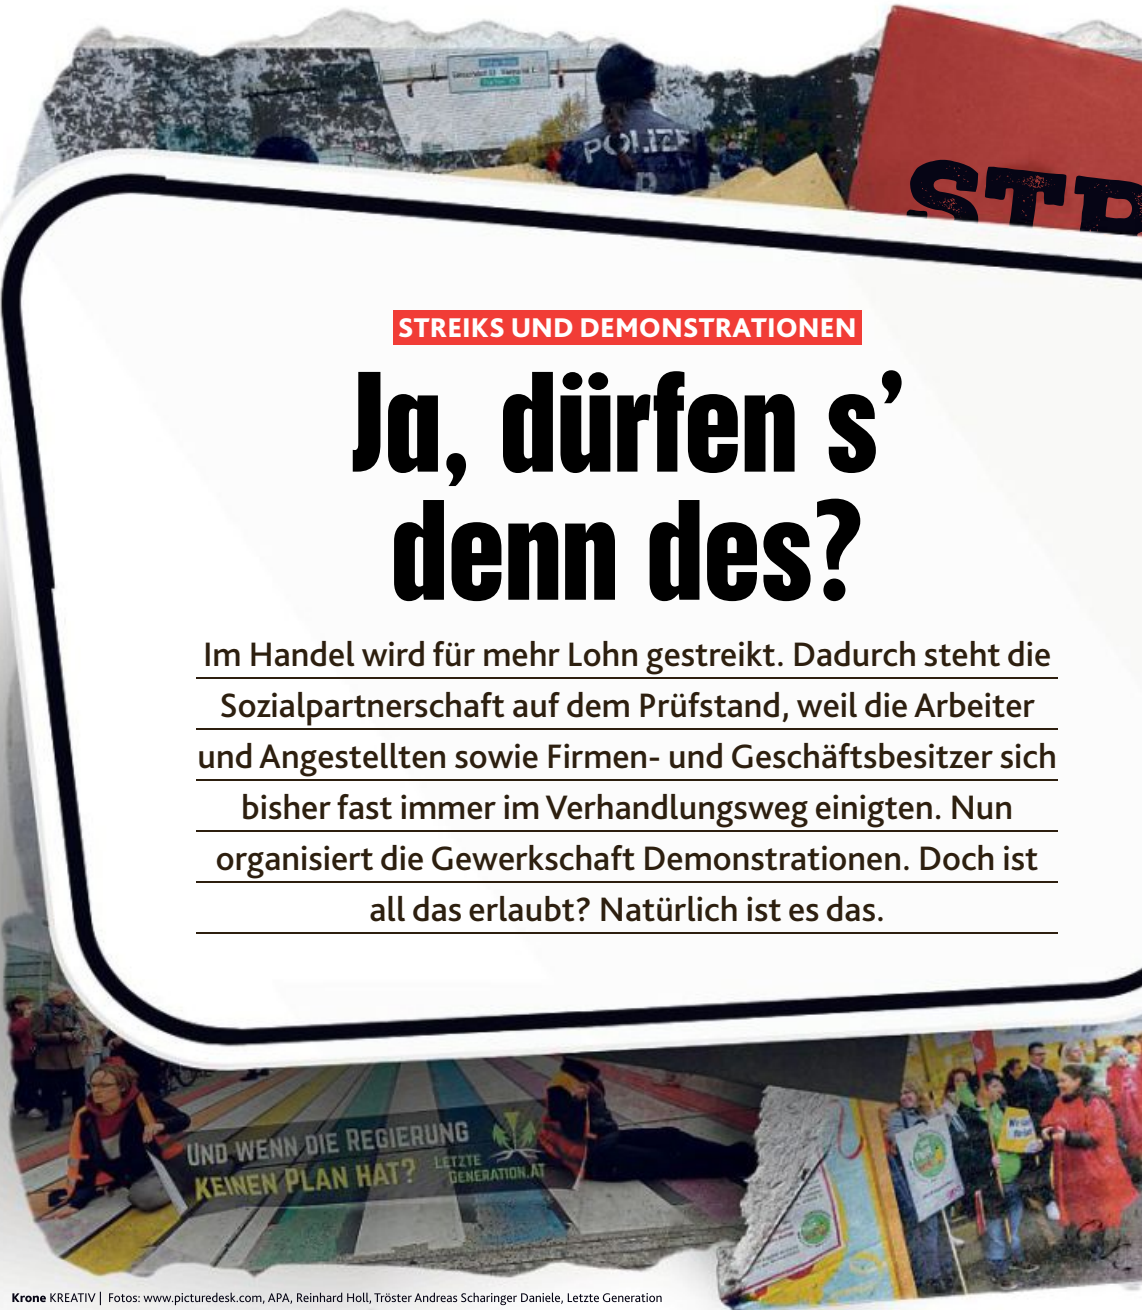 POLIZE
STR
STREIKS UND DEMONSTRATIONEN
Ja, dürfen s’
denn des?
Im Handel wird für mehr Lohn gestreikt. Dadurch steht die
Sozialpartnerschaft auf dem Prüfstand, weil die Arbeiter
und Angestellten sowie Firmen- und Geschäftsbesitzer sich
bisher fast immer im Verhandlungsweg einigten. Nun
organisiert die Gewerkschaft Demonstrationen. Doch ist
all das erlaubt? Natürlich ist es das.
UND WENN DIE REGIERUNG
KEINEN PLAN HAT?
LETZTE
GENERATION.AT
Krone KREATIV | Fotos: www.picturedesk.com, APA, Reinhard Holl, Tröster Andreas Scharinger Daniele, Letzte Generation